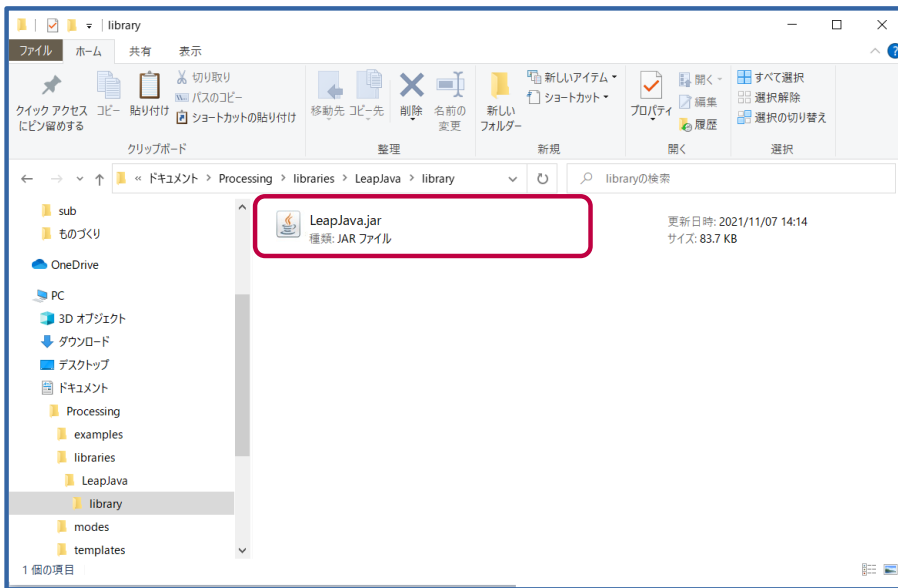 library
ファイル ホーム 共有 表示
クイック アクセス
にピン留めする
コピー
貼り付け
切り取り
パスのコピー
ショートカットの貼り付け
移動先
コピー先
削除
名前の
変更
新しい
フォルダー
新しいアイテム
ショートカット
プロパティ
開く
編集
履歴
すべて選択
選択解除
選択の切り替え
クリップボード 整理 新規 開く 選択
« ドキュメント > Processing > libraries > LeapJava > library
libraryの検索
sub
ものづくり
OneDrive
PC
3D オブジェクト
ダウンロード
デスクトップ
ドキュメント
Processing
examples
libraries
LeapJava
library
modes
templates
LeapJava.jar
種類: JAR ファイル
更新日時: 2021/11/07 14:14
サイズ: 83.7 KB
1 個の項目